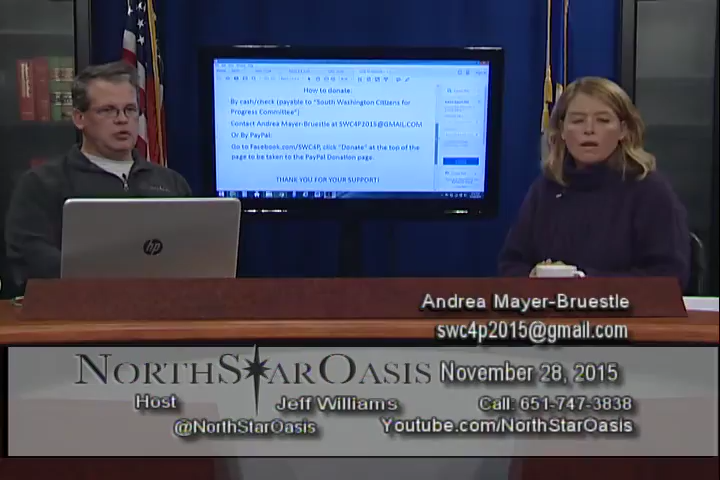 How to donate:
By cash/check (payable to "South Washington Citizens for
Progress Committee"):
Contact Andrea Mayer-Bruestle at SWC4P2015@GMAIL.COM
Or By PayPal:
Go to Facebook.com/SWC4P, click "Donate" at the top of the
page to be taken to the PayPal Donation page.
THANK YOU FOR YOUR SUPPORT!
hp
Andrea Mayer-Bruestle
swc4p2015@gmail.com
NORTHSTAROASIS November 28, 2015
Host Jeff Williams Call: 651-747-3838
@NorthStarOasis Youtube.com/NorthStarOasis